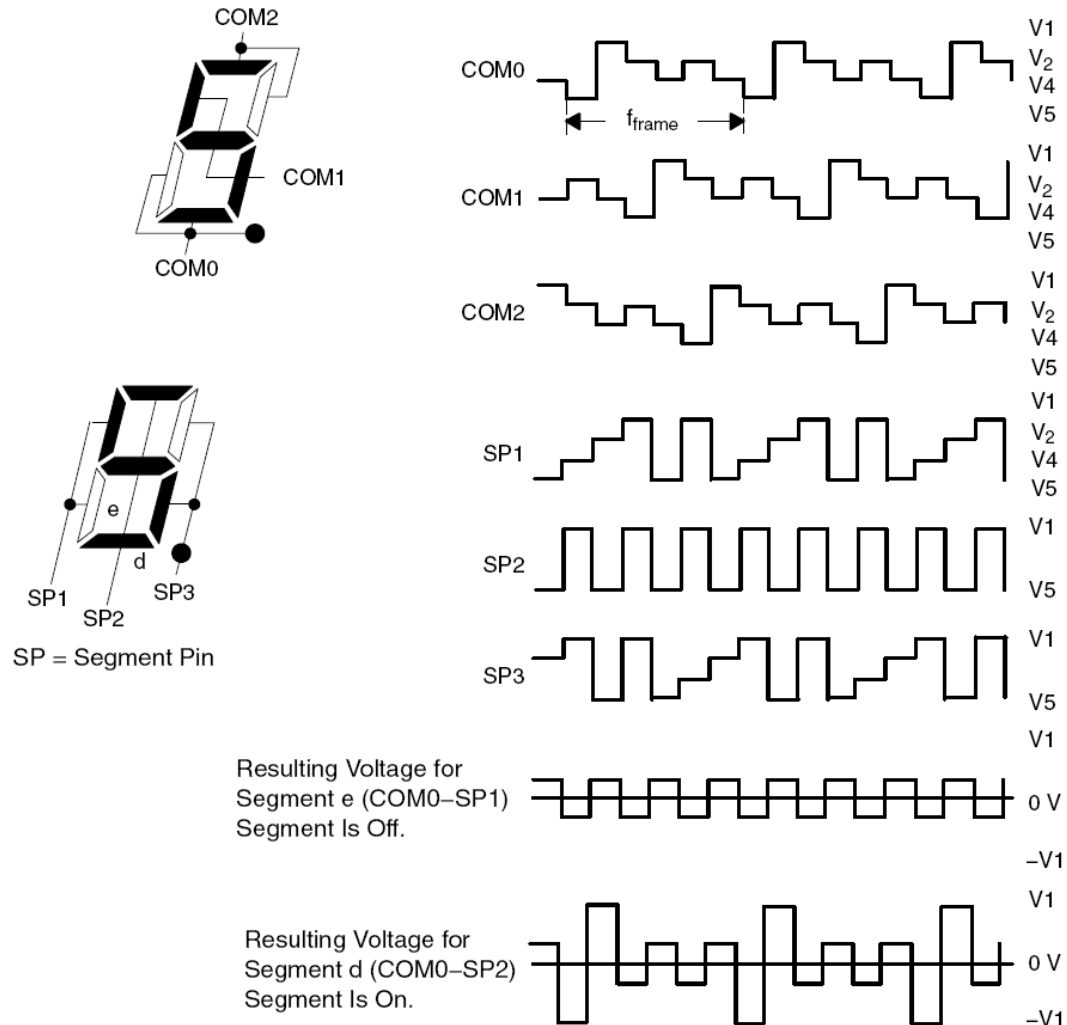 COM2
COM1
COM0
e
d
SP1
SP2
SP3
SP = Segment Pin
COM0
f_frame
V1
V2
V4
V5
COM1
V1
V2
V4
V5
COM2
V1
V2
V4
V5
SP1
V1
V2
V4
V5
SP2
V1
V5
SP3
V1
V5
Resulting Voltage for
Segment e (COM0−SP1)
Segment Is Off.
V1
0 V
−V1
Resulting Voltage for
Segment d (COM0−SP2)
Segment Is On.
V1
0 V
−V1